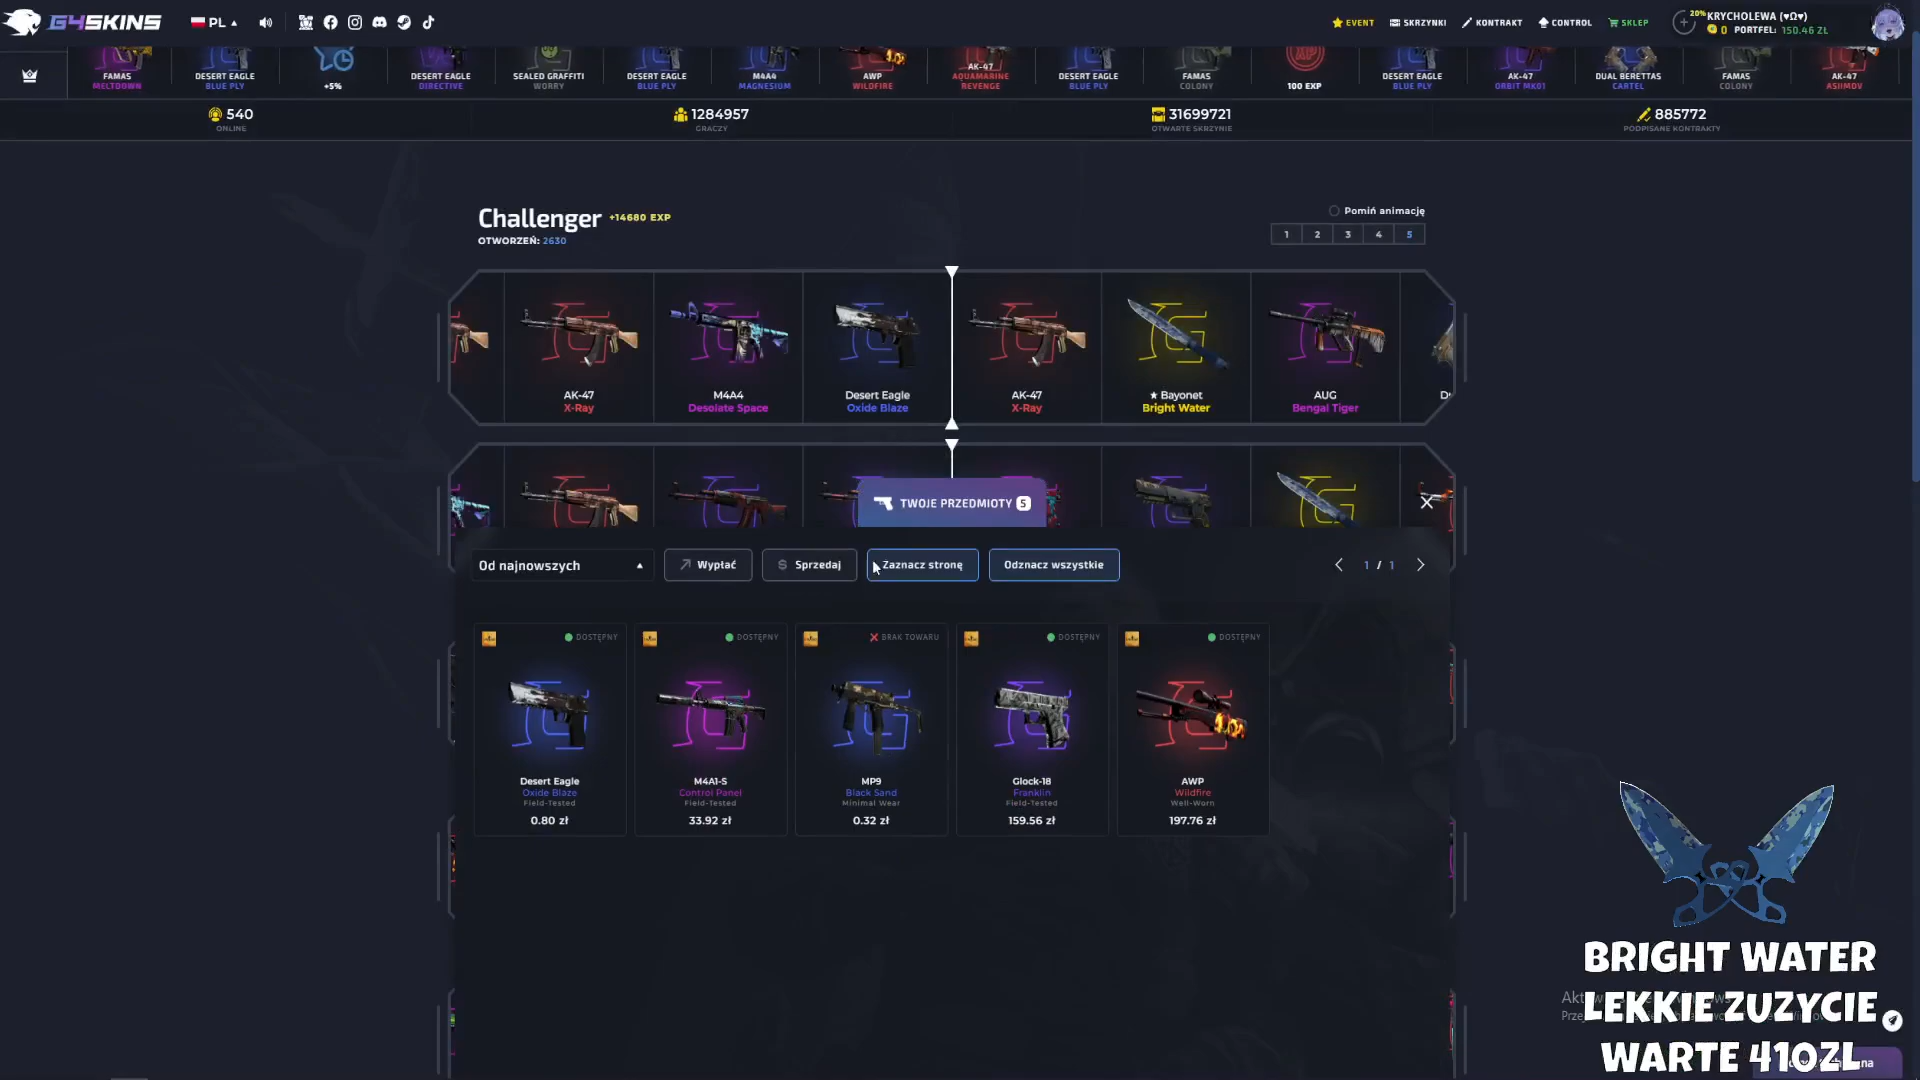 G4SKINS
PL
EVENT
SKRZYNKI
KONTRAKT
CONTROL
SKLEP
20%
KRYCHOLEWA (♥Ω♥)
0 PORTFEL: 150.46 ZŁ
FAMAS
MELTDOWN
DESERT EAGLE
BLUE PLY
+5%
DESERT EAGLE
DIRECTIVE
SEALED GRAFFITI
WORRY
DESERT EAGLE
BLUE PLY
M4A4
MAGNESIUM
AWP
WILDFIRE
AK-47
AQUAMARINE
REVENGE
DESERT EAGLE
BLUE PLY
FAMAS
COLONY
XP
100 EXP
DESERT EAGLE
BLUE PLY
AK-47
ORBIT MK01
DUAL BERETTAS
CARTEL
FAMAS
COLONY
AK-47
ASIIMOV
540
ONLINE
1284957
GRACZY
31699721
OTWARTE SKRZYNIE
885772
PODPISANE KONTRAKTY
Challenger +14680 EXP
OTWORZEŃ: 2630
Pomiń animację
1 2 3 4 5
AK-47
X-Ray
M4A4
Desolate Space
Desert Eagle
Oxide Blaze
AK-47
X-Ray
★ Bayonet
Bright Water
AUG
Bengal Tiger
TWOJE PRZEDMIOTY 5
Od najnowszych
Wypłać
Sprzedaj
Zaznacz stronę
Odznacz wszystkie
1 / 1
DOSTĘPNY
Desert Eagle
Oxide Blaze
Field-Tested
0.80 zł
DOSTĘPNY
M4A1-S
Control Panel
Field-Tested
33.92 zł
BRAK TOWARU
MP9
Black Sand
Minimal Wear
0.32 zł
DOSTĘPNY
Glock-18
Franklin
Field-Tested
159.56 zł
DOSTĘPNY
AWP
Wildfire
Well-Worn
197.76 zł
BRIGHT WATER
LEKKIE ZUZYCIE
WARTE 410ZL